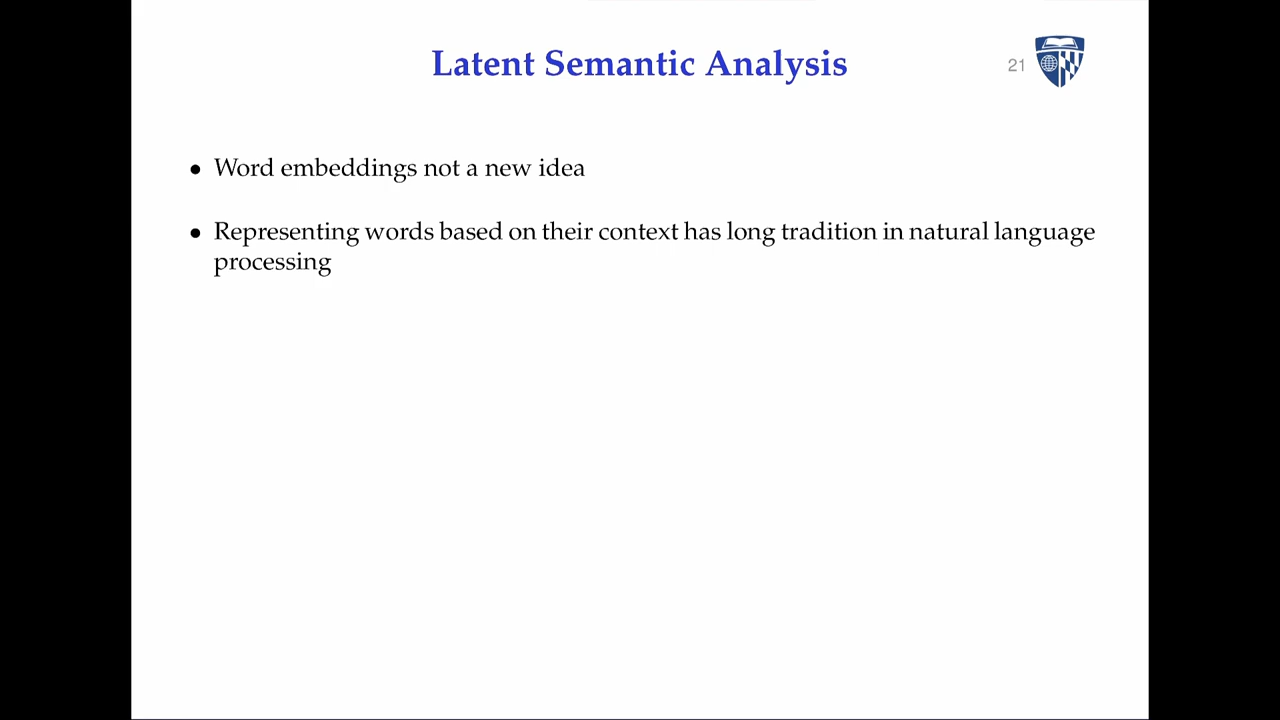 Latent Semantic Analysis
21
• Word embeddings not a new idea
• Representing words based on their context has long tradition in natural language
processing